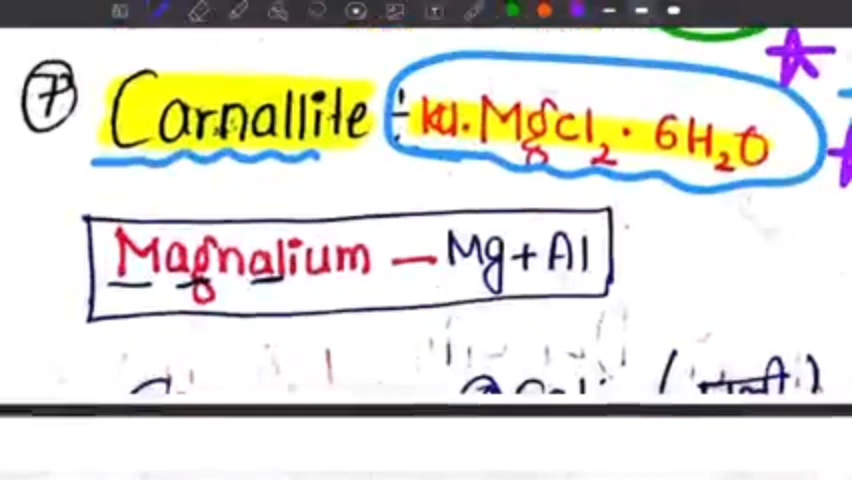 7 Carnallite :- kcl.MgCl2.6H2O
Magnalium — Mg+Al